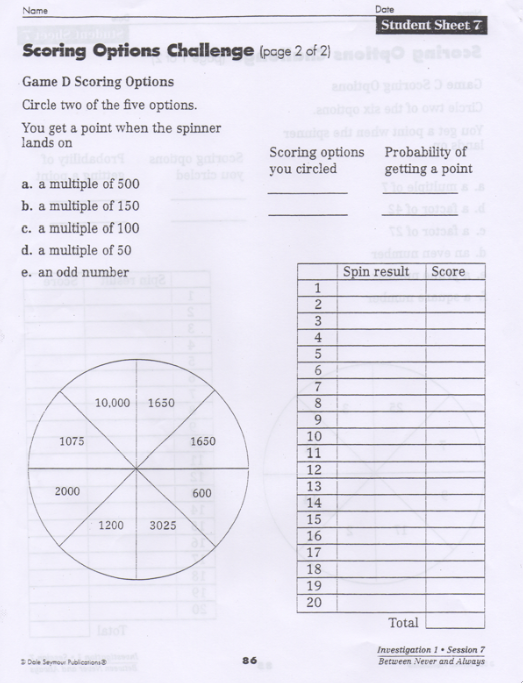 Name
Date
Student Sheet 7
Scoring Options Challenge (page 2 of 2)
Game D Scoring Options
Circle two of the five options.
You get a point when the spinner
lands on
a. a multiple of 500
b. a multiple of 150
c. a multiple of 100
d. a multiple of 50
e. an odd number
Scoring options
you circled
Probability of
getting a point
Spin result Score
1
2
3
4
5
6
7
8
9
10
11
12
13
14
15
16
17
18
19
20
Total
10,000 1650
1075 1650
2000 600
1200 3025
© Dale Seymour Publications®
86
Investigation 1 • Session 7
Between Never and Always